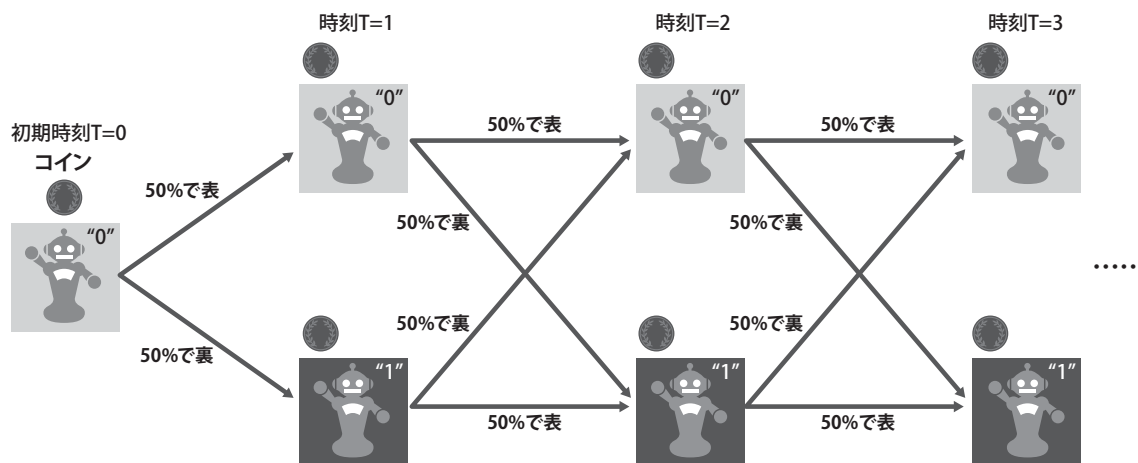 時刻T=1
時刻T=2
時刻T=3
初期時刻T=0
コイン
“0”
“0”
“0”
“0”
50%で表
50%で表
50%で表
50%で裏
50%で裏
50%で裏
50%で裏
50%で裏
“1”
“1”
“1”
50%で表
50%で表
.....